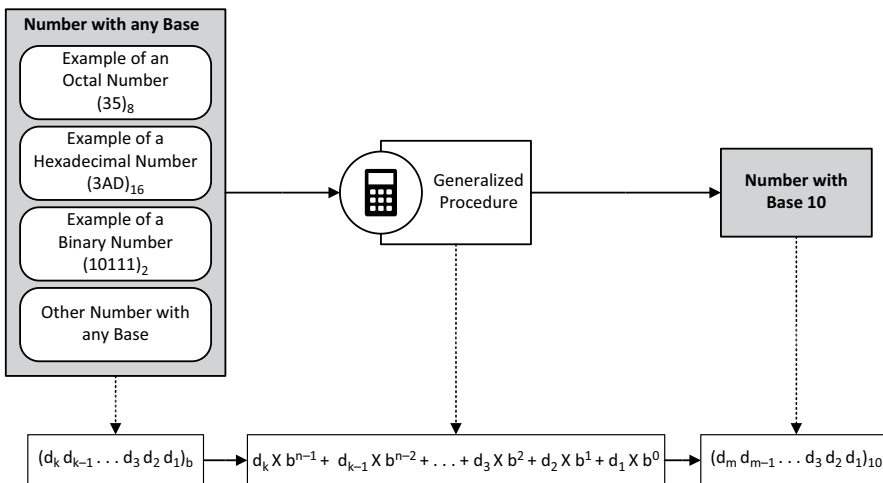 Number with any Base
Example of an
Octal Number
(35)₈
Example of a
Hexadecimal Number
(3AD)₁₆
Example of a
Binary Number
(10111)₂
Other Number with
any Base
Generalized
Procedure
Number with
Base 10
(dₖ dₖ₋₁ . . . d₃ d₂ d₁)b
dₖ X bⁿ⁻¹ + dₖ₋₁ X bⁿ⁻² + . . . + d₃ X b² + d₂ X b¹ + d₁ X b⁰
(dₘ dₘ₋₁ . . . d₃ d₂ d₁)₁₀